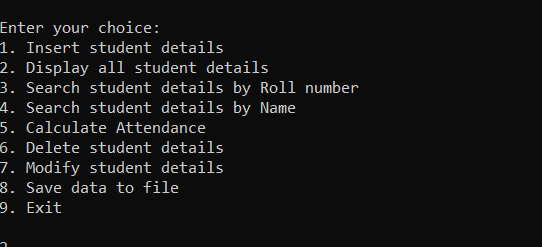 Enter your choice:
1. Insert student details
2. Display all student details
3. Search student details by Roll number
4. Search student details by Name
5. Calculate Attendance
6. Delete student details
7. Modify student details
8. Save data to file
9. Exit